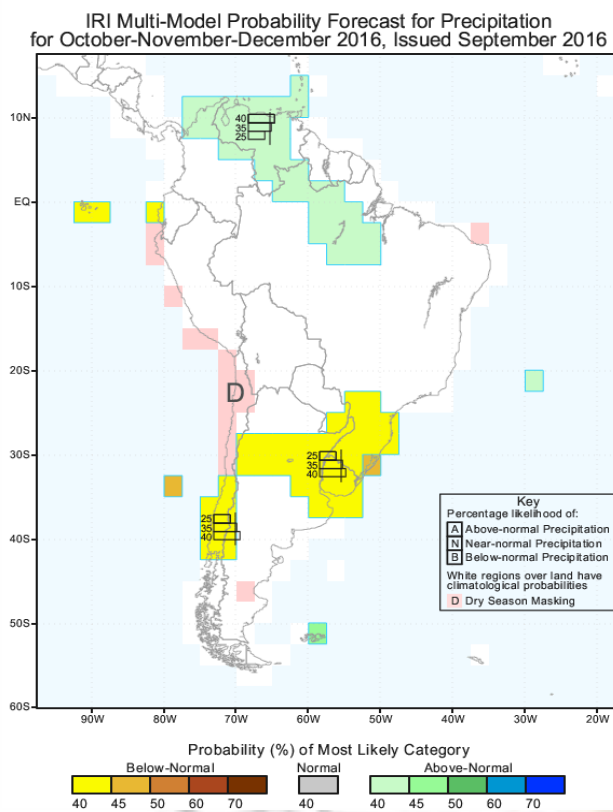 IRI Multi-Model Probability Forecast for Precipitation
for October-November-December 2016, Issued September 2016
10N
EQ
10S
20S
30S
40S
50S
60S
40
35
25
D
25
35
40
25
35
40
Key
Percentage likelihood of:
A Above-normal Precipitation
N Near-normal Precipitation
B Below-normal Precipitation
White regions over land have
climatological probabilities
D Dry Season Masking
90W 80W 70W 60W 50W 40W 30W 20W
Probability (%) of Most Likely Category
Below-Normal Normal Above-Normal
40 45 50 60 70 40 40 45 50 60 70